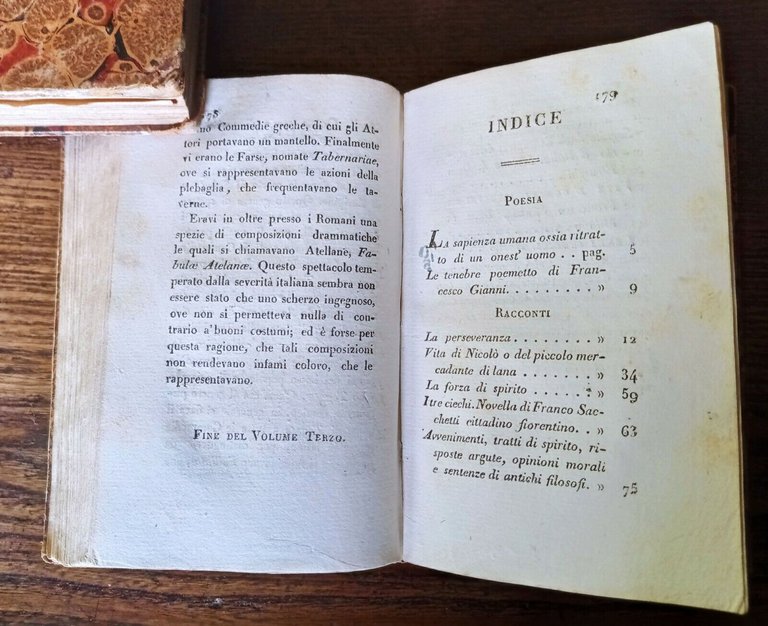 78
no Commedie greche, di cui gli At-
tori portavano un mantello. Finalmente
vi erano le Farse, nomate Tabernariae,
ove si rappresentavano le azioni della
plebaglia, che frequentavano le ta-
verne.
Eravi in oltre presso i Romani una
spezie di composizioni drammatiche
le quali si chiamavano Atellane, Fa-
bulæ Atelanæ. Questo spettacolo tem-
perato dalla severità italiana sembra non
essere stato che uno scherzo ingegnoso,
ove non si permetteva nulla di con-
trario a' buoni costumi; ed è forse per
questa ragione, che tali composizioni
non rendevano infami coloro, che le
rappresentavano.
FINE DEL VOLUME TERZO.
179
INDICE
POESIA
La sapienza umana ossia ritrat-
to di un onest' uomo . . pag. 5
Le tenebre poemetto di Fran-
cesco Gianni. . . . . . . . . » 9
RACCONTI
La perseveranza . . . . . . . . » 12
Vita di Nicolò o del piccolo mer-
cadante di lana . . . . . . . . » 34
La forza di spirito . . . . . . » 59
I tre ciechi. Novella di Franco Sac-
chetti cittadino fiorentino. . . » 63
Avvenimenti, tratti di spirito, ris-
poste argute, opinioni morali
e sentenze di antichi filosofi. » 75